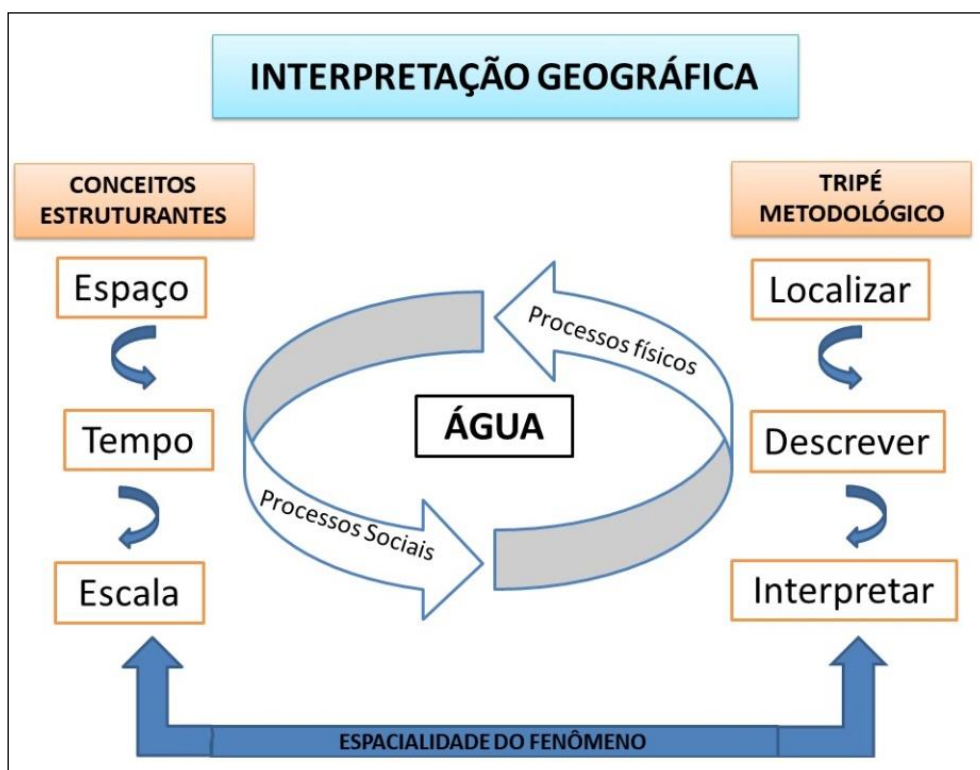 INTERPRETAÇÃO GEOGRÁFICA
CONCEITOS
ESTRUTURANTES
Espaço
Tempo
Escala
Processos físicos
ÁGUA
Processos Sociais
TRIPÉ
METODOLÓGICO
Localizar
Descrever
Interpretar
ESPACIALIDADE DO FENÔMENO